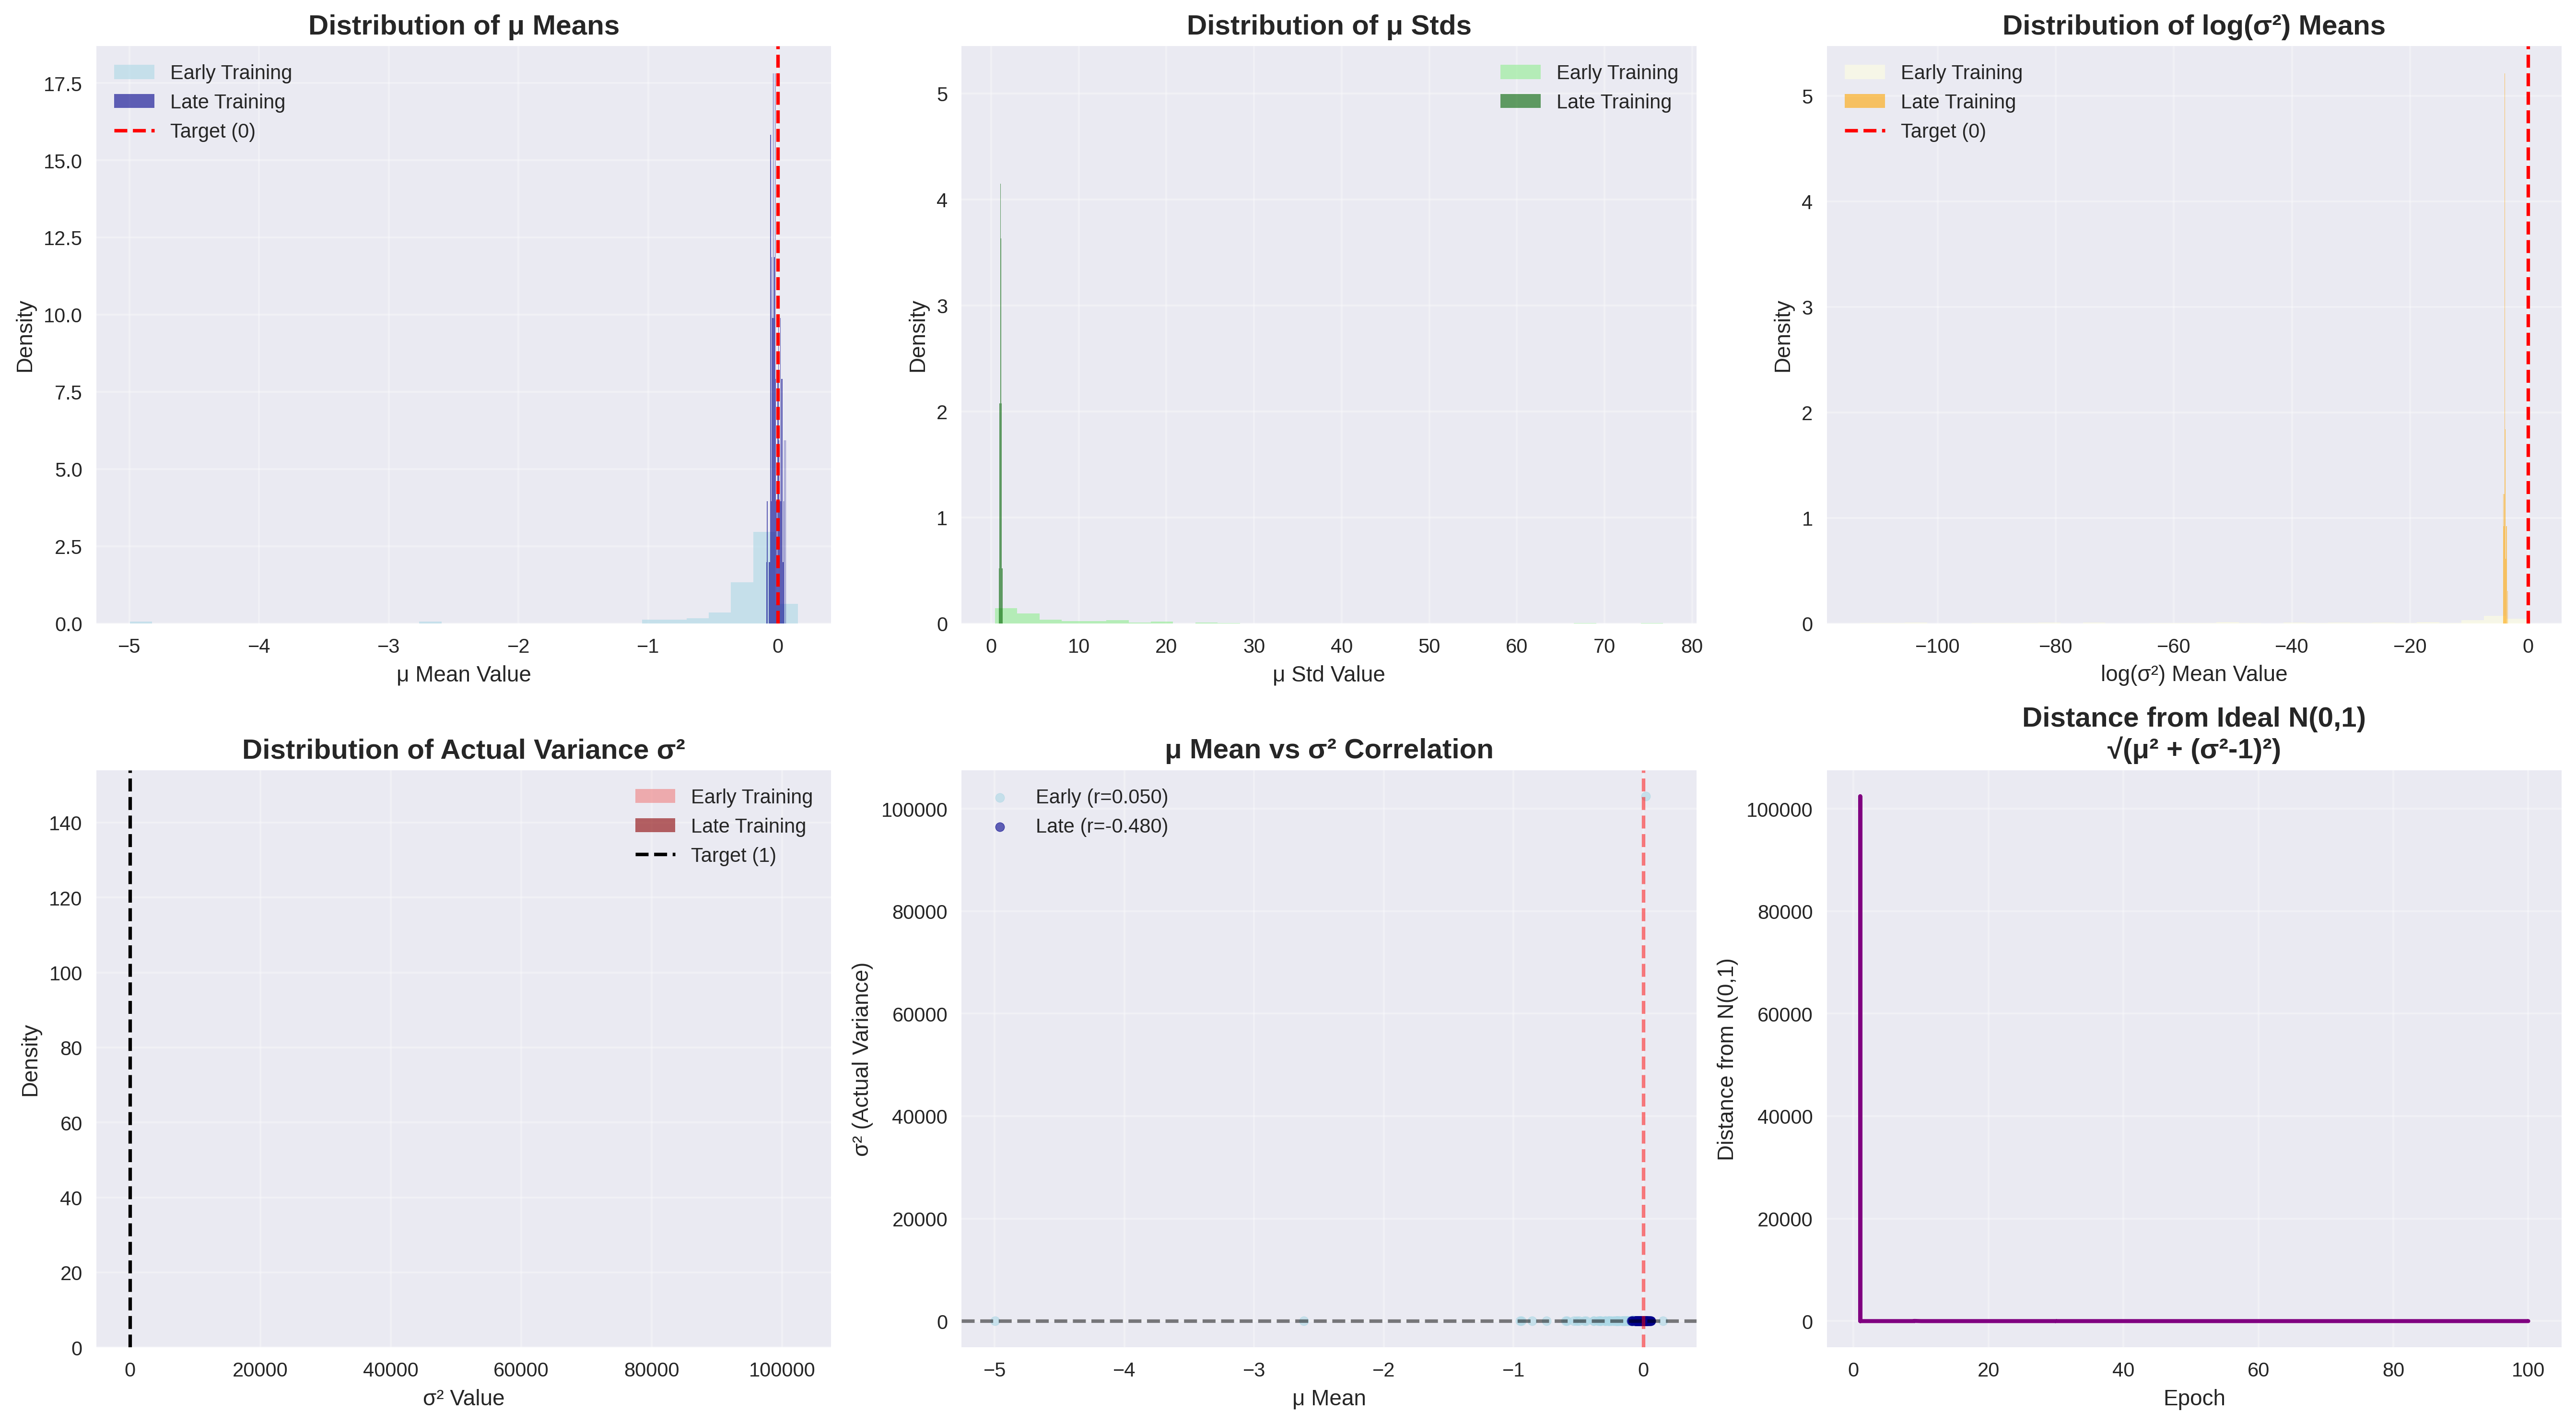 Distribution of μ Means
Density
17.5
15.0
12.5
10.0
7.5
5.0
2.5
0.0
Early Training
Late Training
Target (0)
−5
−4
−3
−2
−1
0
μ Mean Value
Distribution of μ Stds
Density
5
4
3
2
1
0
Early Training
Late Training
0
10
20
30
40
50
60
70
80
μ Std Value
Distribution of log(σ²) Means
Density
5
4
3
2
1
0
Early Training
Late Training
Target (0)
−100
−80
−60
−40
−20
0
log(σ²) Mean Value
Distribution of Actual Variance σ²
Density
140
120
100
80
60
40
20
0
Early Training
Late Training
Target (1)
0
20000
40000
60000
80000
100000
σ² Value
μ Mean vs σ² Correlation
σ² (Actual Variance)
100000
80000
60000
40000
20000
0
Early (r=0.050)
Late (r=-0.480)
−5
−4
−3
−2
−1
0
μ Mean
Distance from Ideal N(0,1)
√(μ² + (σ²-1)²)
Distance from N(0,1)
100000
80000
60000
40000
20000
0
0
20
40
60
80
100
Epoch